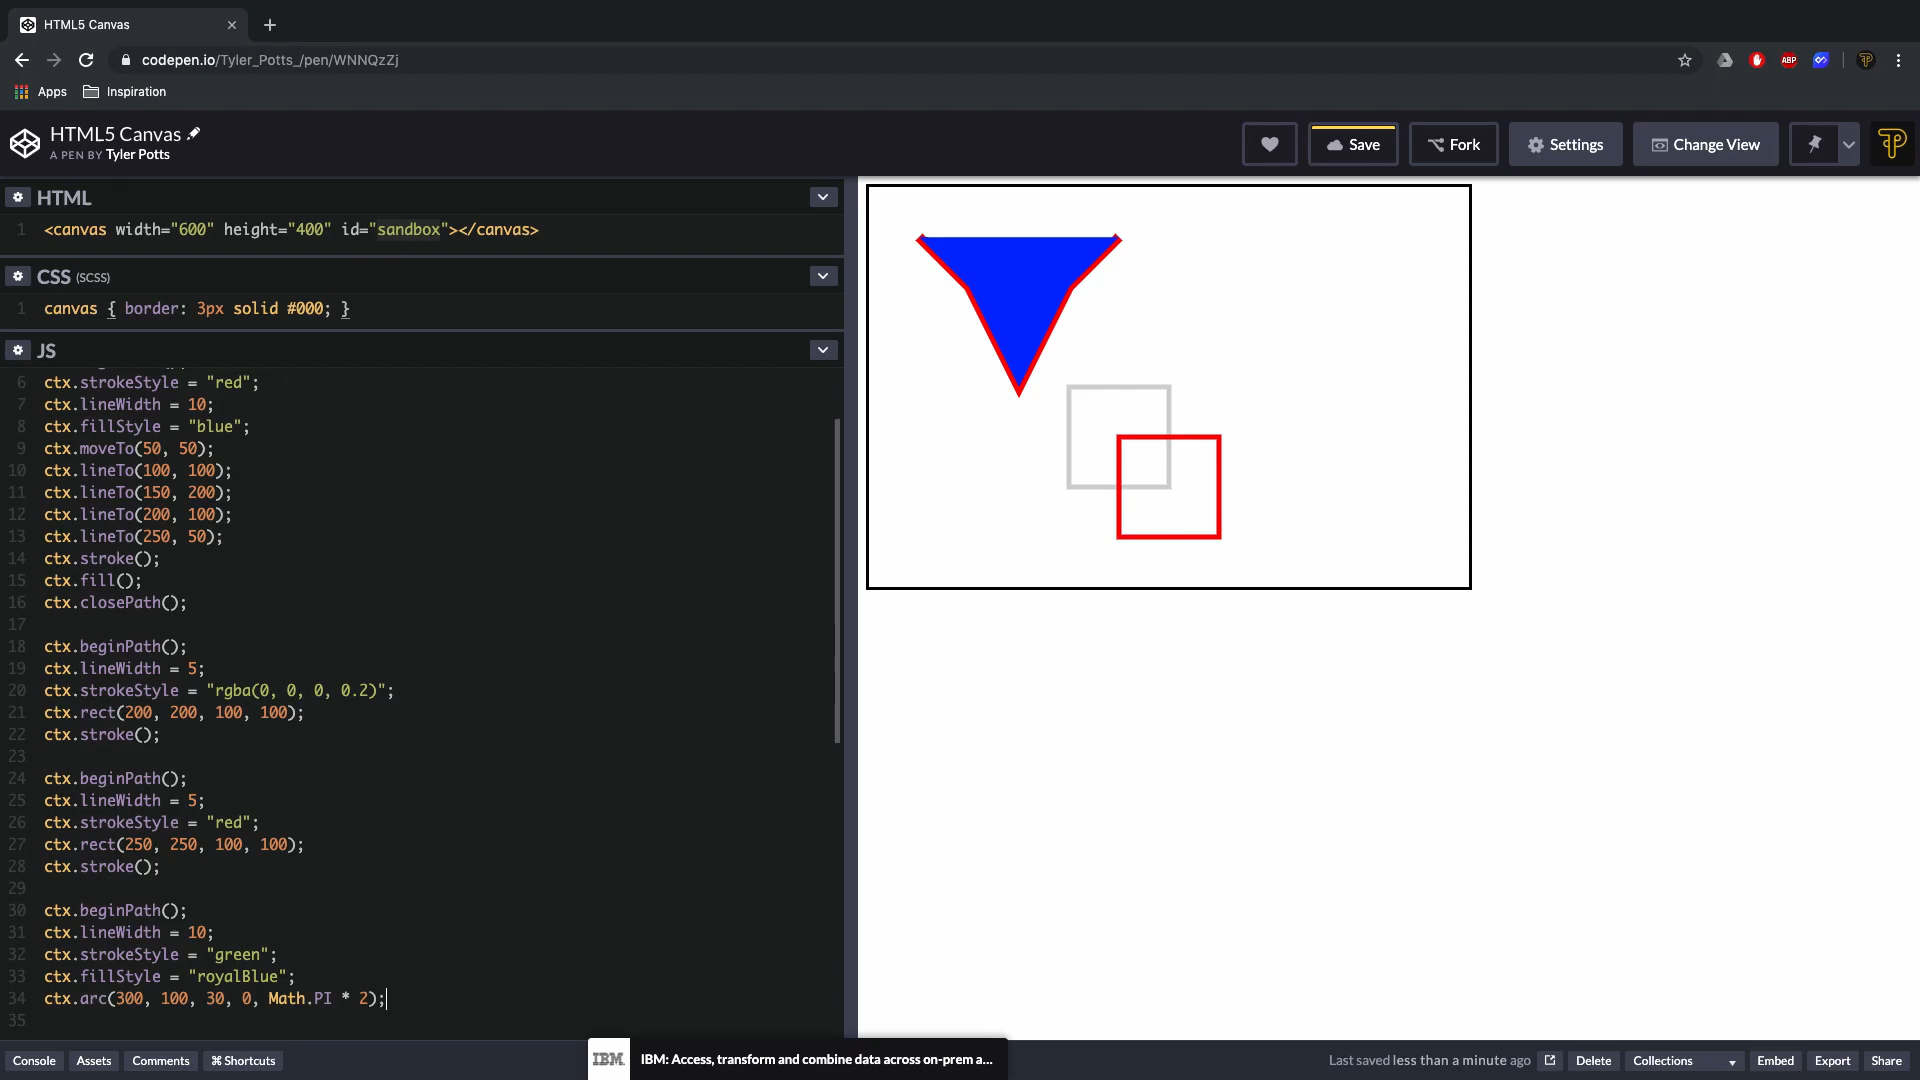 HTML5 Canvas
codepen.io/Tyler_Potts_/pen/WNNQzZj
ABP
Apps
Inspiration
HTML5 Canvas
A PEN BY Tyler Potts
Save
Fork
Settings
Change View
HTML
1 <canvas width="600" height="400" id="sandbox"></canvas>
CSS (SCSS)
1 canvas { border: 3px solid #000; }
JS
6 ctx.strokeStyle = "red";
7 ctx.lineWidth = 10;
8 ctx.fillStyle = "blue";
9 ctx.moveTo(50, 50);
10 ctx.lineTo(100, 100);
11 ctx.lineTo(150, 200);
12 ctx.lineTo(200, 100);
13 ctx.lineTo(250, 50);
14 ctx.stroke();
15 ctx.fill();
16 ctx.closePath();
17
18 ctx.beginPath();
19 ctx.lineWidth = 5;
20 ctx.strokeStyle = "rgba(0, 0, 0, 0.2)";
21 ctx.rect(200, 200, 100, 100);
22 ctx.stroke();
23
24 ctx.beginPath();
25 ctx.lineWidth = 5;
26 ctx.strokeStyle = "red";
27 ctx.rect(250, 250, 100, 100);
28 ctx.stroke();
29
30 ctx.beginPath();
31 ctx.lineWidth = 10;
32 ctx.strokeStyle = "green";
33 ctx.fillStyle = "royalBlue";
34 ctx.arc(300, 100, 30, 0, Math.PI * 2);
35
Console
Assets
Comments
⌘ Shortcuts
IBM
IBM: Access, transform and combine data across on-prem a...
Last saved less than a minute ago
Delete
Collections
Embed
Export
Share